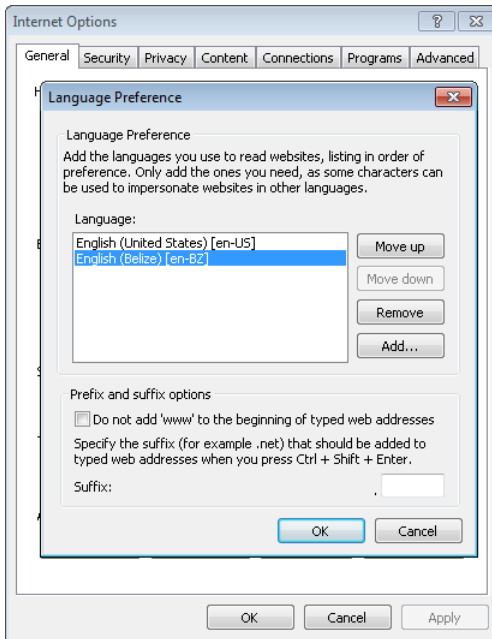 Internet Options
General Security Privacy Content Connections Programs Advanced
Language Preference
Language Preference
Add the languages you use to read websites, listing in order of
preference. Only add the ones you need, as some characters can
be used to impersonate websites in other languages.
Language:
English (United States) [en-US]
English (Belize) [en-BZ]
Move up
Move down
Remove
Add...
Prefix and suffix options
Do not add 'www' to the beginning of typed web addresses
Specify the suffix (for example .net) that should be added to
typed web addresses when you press Ctrl + Shift + Enter.
Suffix: .
OK Cancel
OK Cancel Apply